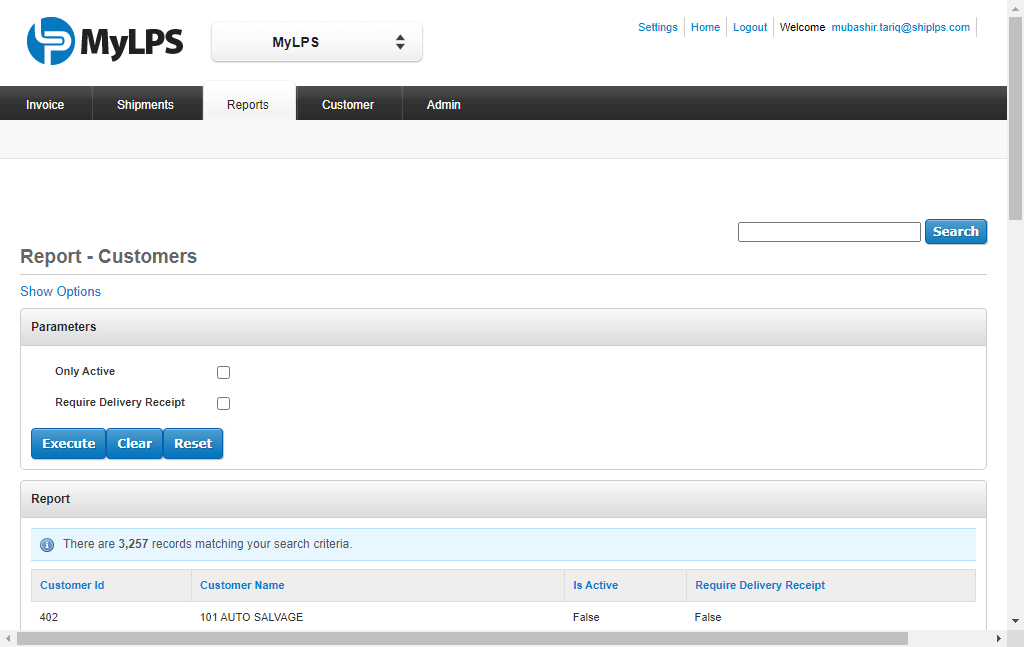 MyLPS
MyLPS
Settings Home Logout Welcome mubashir.tariq@shiplps.com
Invoice Shipments Reports Customer Admin
Search
Report - Customers
Show Options
Parameters
Only Active
Require Delivery Receipt
Execute Clear Reset
Report
There are 3,257 records matching your search criteria.
Customer Id Customer Name Is Active Require Delivery Receipt
402 101 AUTO SALVAGE False False